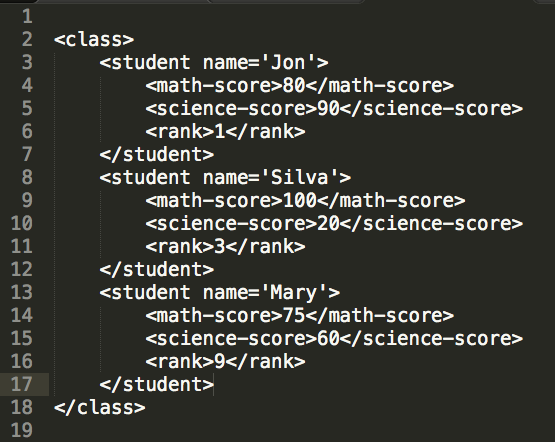 1
2 <class>
3 <student name='Jon'>
4 <math-score>80</math-score>
5 <science-score>90</science-score>
6 <rank>1</rank>
7 </student>
8 <student name='Silva'>
9 <math-score>100</math-score>
10 <science-score>20</science-score>
11 <rank>3</rank>
12 </student>
13 <student name='Mary'>
14 <math-score>75</math-score>
15 <science-score>60</science-score>
16 <rank>9</rank>
17 </student>
18 </class>
19